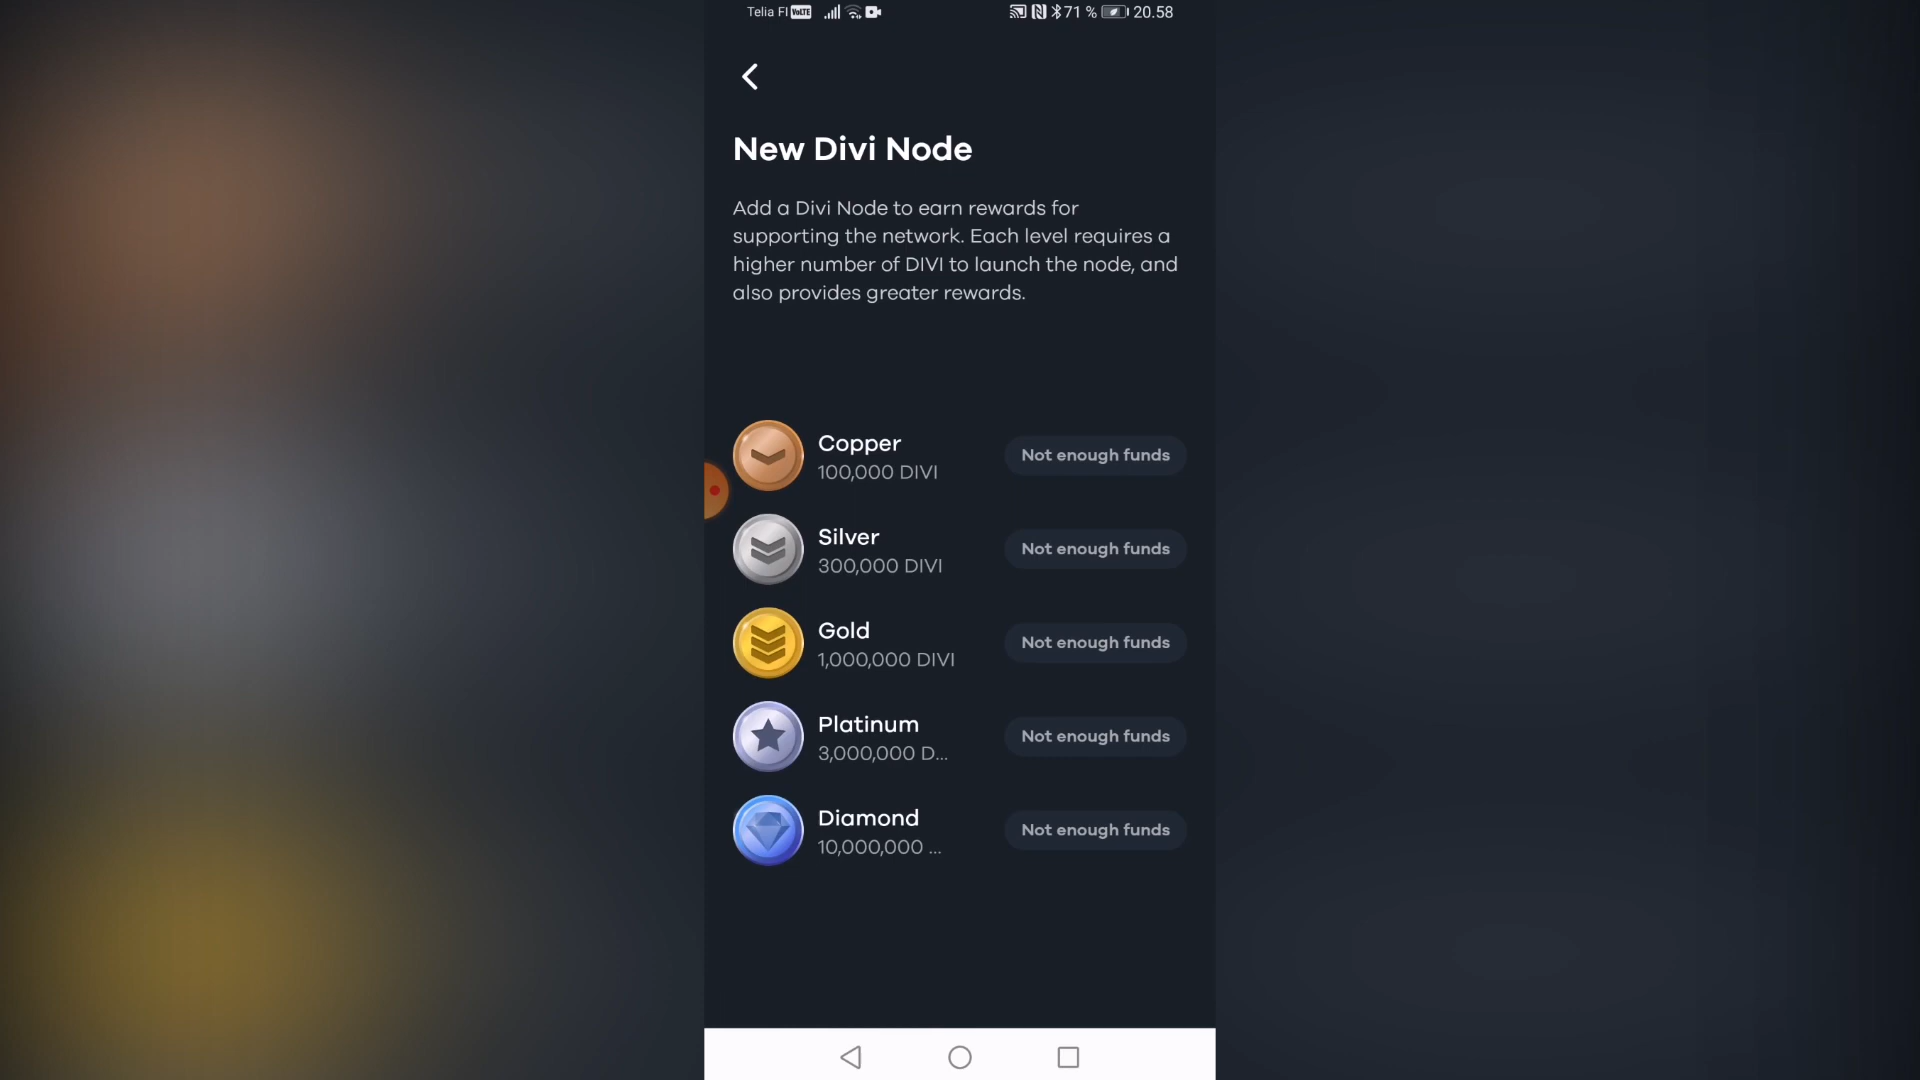 Telia FI VoLTE 71 % 20.58
New Divi Node
Add a Divi Node to earn rewards for
supporting the network. Each level requires a
higher number of DIVI to launch the node, and
also provides greater rewards.
Copper
100,000 DIVI
Not enough funds
Silver
300,000 DIVI
Not enough funds
Gold
1,000,000 DIVI
Not enough funds
Platinum
3,000,000 D...
Not enough funds
Diamond
10,000,000 ...
Not enough funds